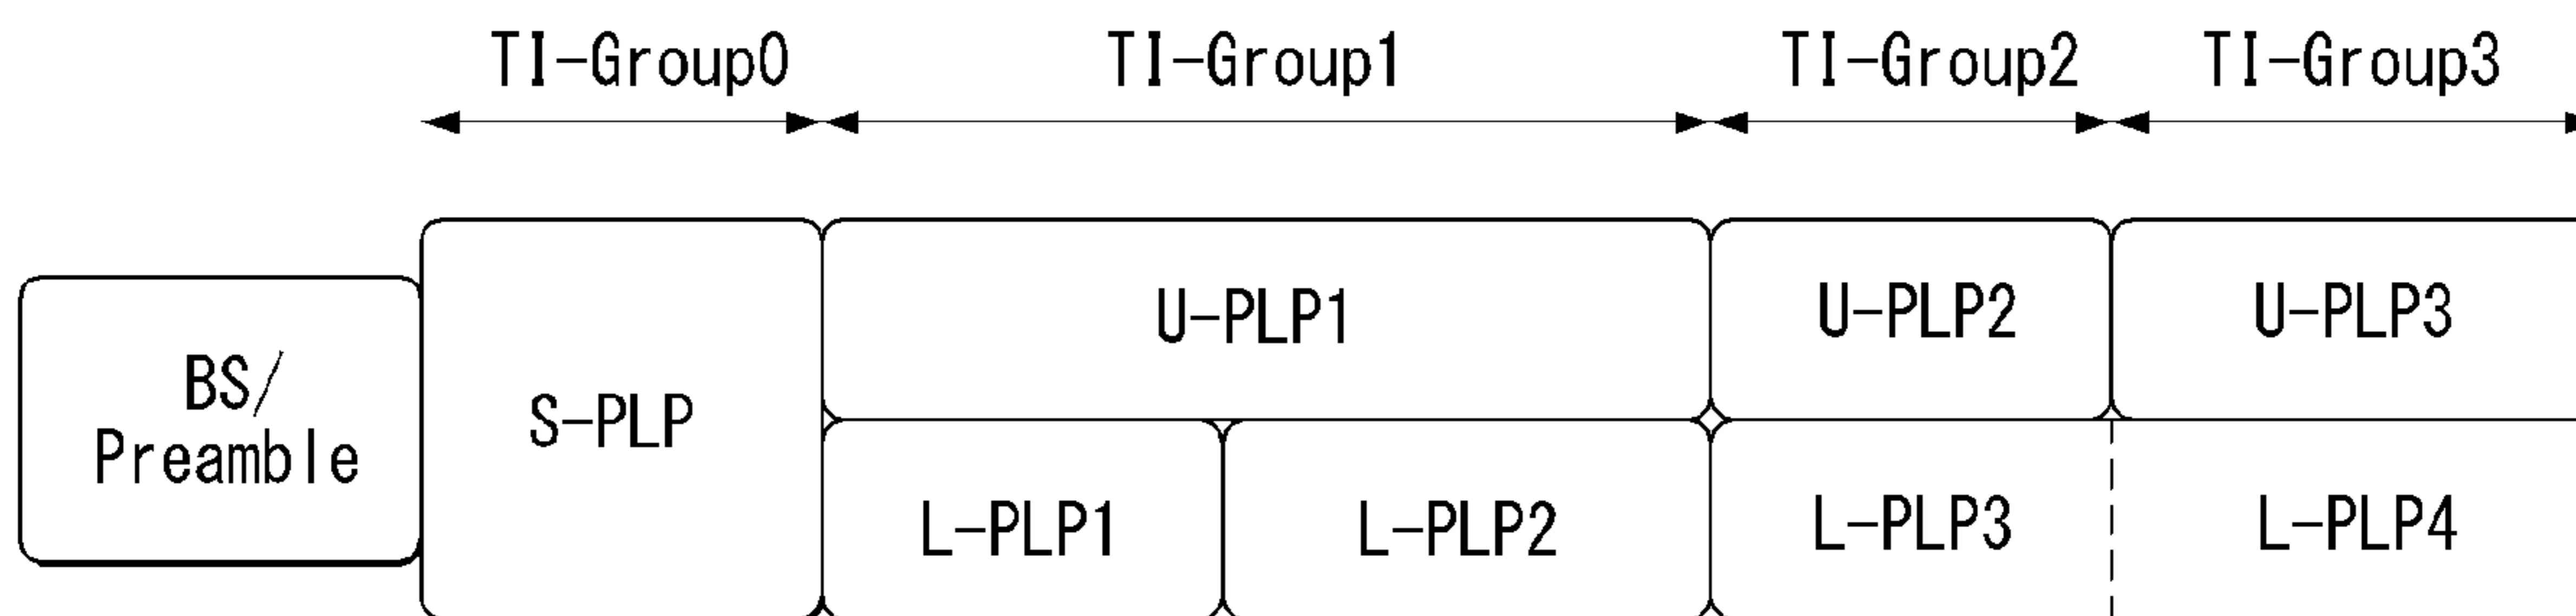 TI-Group0
TI-Group1
TI-Group2
TI-Group3
BS/
Preamble
S-PLP
U-PLP1
U-PLP2
U-PLP3
L-PLP1
L-PLP2
L-PLP3
L-PLP4